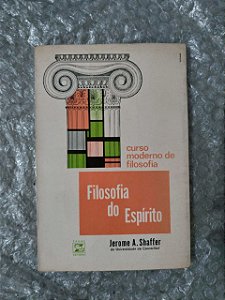 curso
moderno de
filosofia
Filosofia
do
Espírito
Jerome A. Shaffer
da Universidade de Connecticut